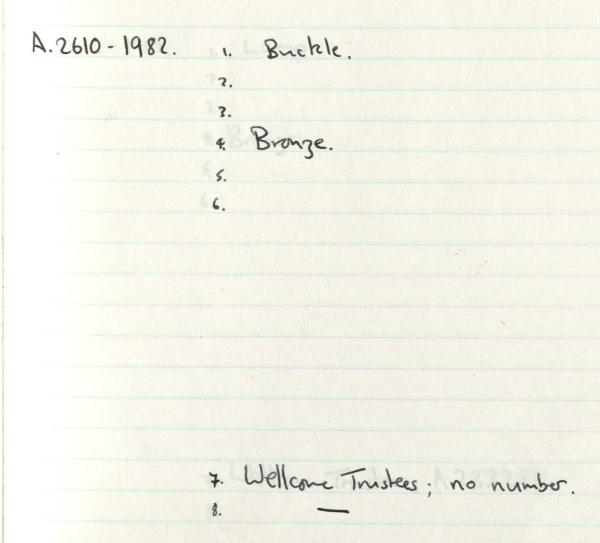 A.2610-1982. 1. Buckle.
2.
3.
4. Bronze.
5.
6.
7. Wellcome Trustees; no number.
8. —